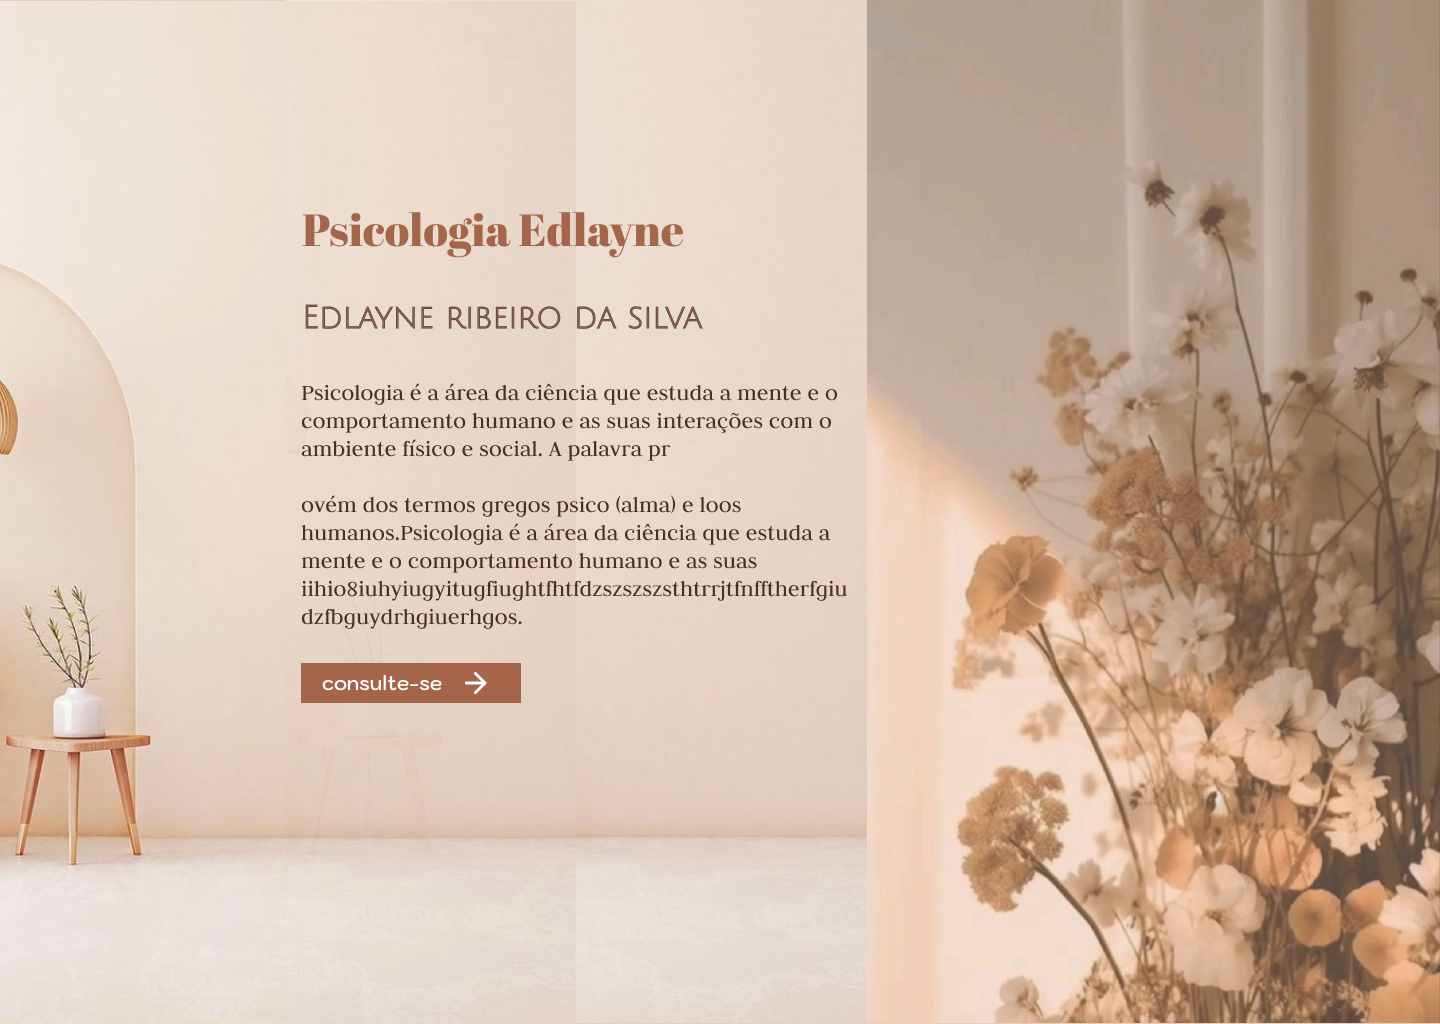 Psicologia Edlayne
Edlayne ribeiro da silva
Psicologia é a área da ciência que estuda a mente e o
comportamento humano e as suas interações com o
ambiente físico e social. A palavra pr
ovém dos termos gregos psico (alma) e loos
humanos.Psicologia é a área da ciência que estuda a
mente e o comportamento humano e as suas
iihio8iuhyiugyitugfiughtfhtfdzszszszsthtrrjtfnfftherfgiu
dzfbguydrhgiuerhgos.
consulte-se